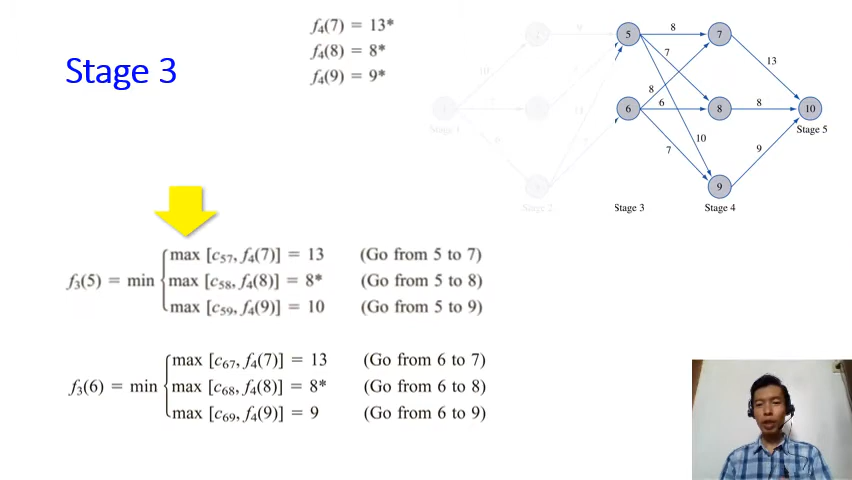 f₄(7) = 13*
f₄(8) = 8*
f₄(9) = 9*
Stage 3
5 8 7
7
13
8
6 6 8 8 10
Stage 5
10
7 9
9
Stage 3 Stage 4
Stage 2
f₃(5) = min
max [c₅₇, f₄(7)] = 13 (Go from 5 to 7)
max [c₅₈, f₄(8)] = 8* (Go from 5 to 8)
max [c₅₉, f₄(9)] = 10 (Go from 5 to 9)
f₃(6) = min
max [c₆₇, f₄(7)] = 13 (Go from 6 to 7)
max [c₆₈, f₄(8)] = 8* (Go from 6 to 8)
max [c₆₉, f₄(9)] = 9 (Go from 6 to 9)